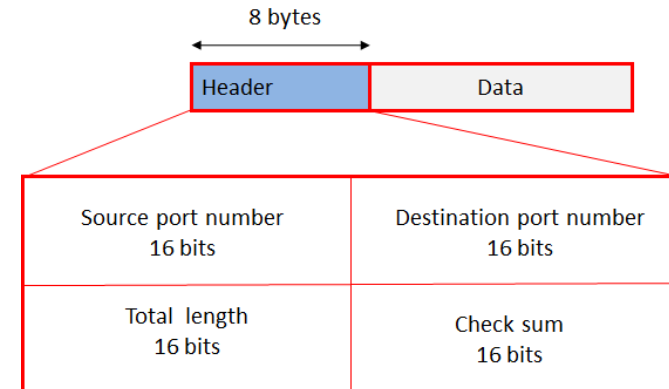 8 bytes
Header
Data
Source port number
16 bits
Destination port number
16 bits
Total length
16 bits
Check sum
16 bits